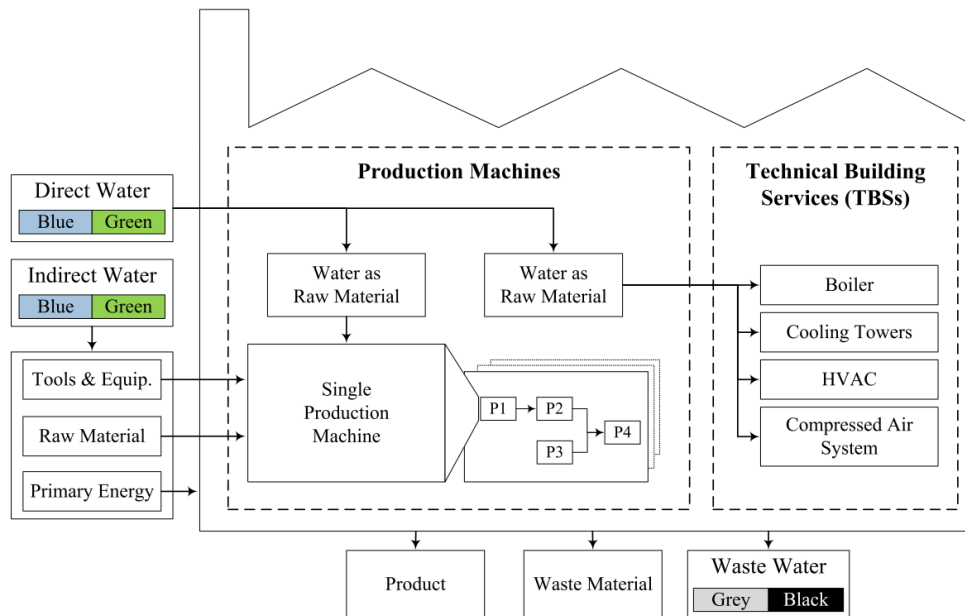 Production Machines
Technical Building
Services (TBSs)
Direct Water
Blue Green
Indirect Water
Blue Green
Water as
Raw Material
Water as
Raw Material
Boiler
Cooling Towers
HVAC
Compressed Air
System
Tools & Equip.
Raw Material
Primary Energy
Single
Production
Machine
P1 P2
P3
P4
Product
Waste Material
Waste Water
Grey Black